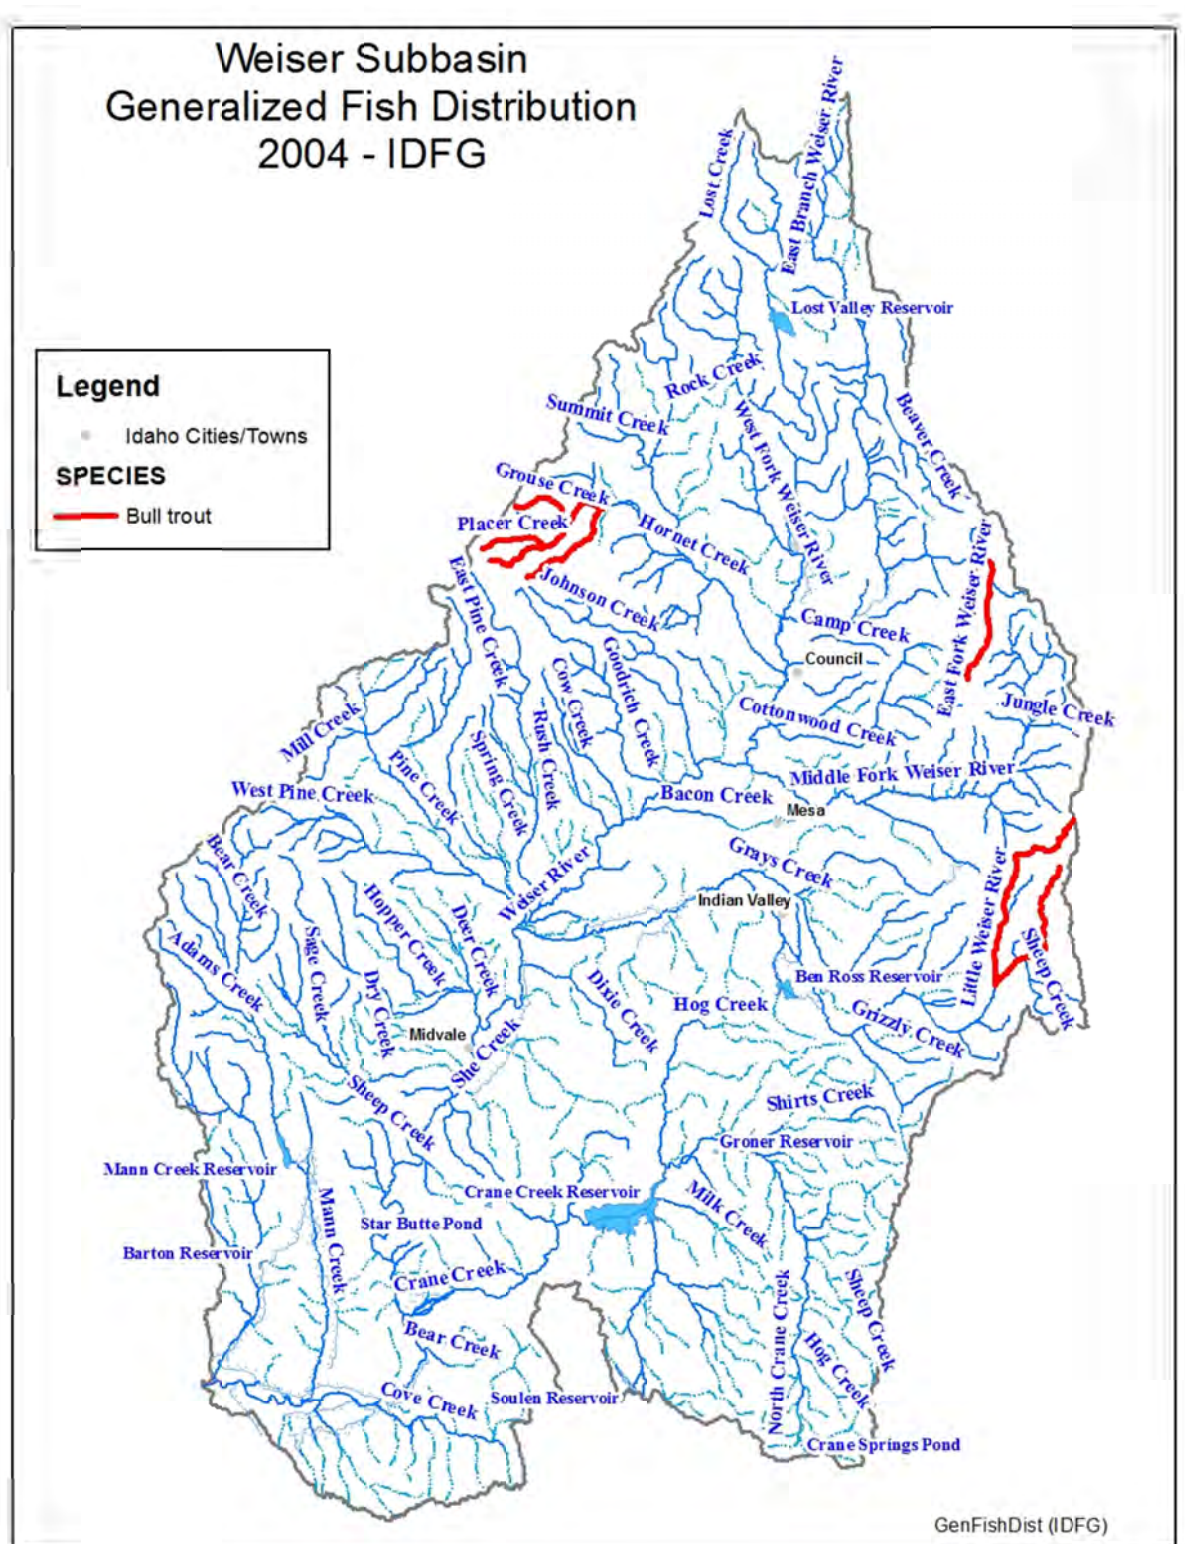 Weiser Subbasin
Generalized Fish Distribution
2004 - IDFG
Lost Creek
East Branch Weiser River
Lost Valley Reservoir
Legend
Idaho Cities/Towns
SPECIES
Bull trout
Rock Creek
Summit Creek
West Fork Weiser River
Beaver Creek
Grouse Creek
Placer Creek
Hornet Creek
East Pine Creek
Johnson Creek
East Fork Weiser River
Camp Creek
Council
Goodrich Creek
Cow Creek
Rush Creek
Spring Creek
Pine Creek
Mill Creek
West Pine Creek
Cottonwood Creek
Jungle Creek
Middle Fork Weiser River
Bacon Creek
Mesa
Grays Creek
Weiser River
Indian Valley
Little Weiser River
Sheep Creek
Bear Creek
Hopper Creek
Deer Creek
Sage Creek
Adams Creek
Dry Creek
Dixie Creek
Hog Creek
Ben Ross Reservoir
Grizzly Creek
Midvale
She Creek
Sheep Creek
Shirts Creek
Groner Reservoir
Mann Creek Reservoir
Crane Creek Reservoir
Milk Creek
Mann Creek
Star Butte Pond
Barton Reservoir
Crane Creek
Bear Creek
North Crane Creek
Sheep Creek
Hog Creek
Cove Creek
Soulen Reservoir
Crane Springs Pond
GenFishDist (IDFG)